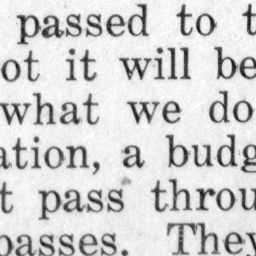 passed to t
ot it will be
what we do
ation, a budg
t pass throu
passes. They